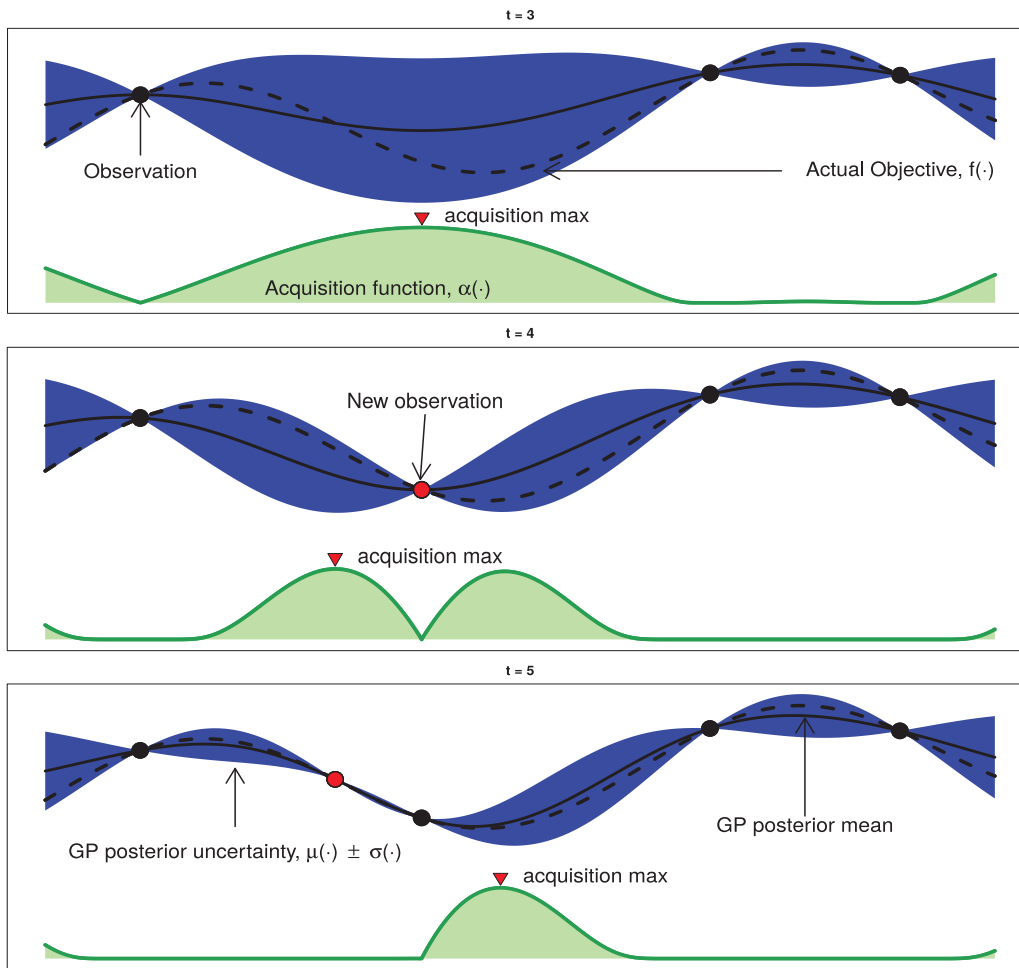 t = 3
Observation
Actual Objective, f(·)
acquisition max
Acquisition function, α(·)
t = 4
New observation
acquisition max
t = 5
GP posterior mean
GP posterior uncertainty, μ(·) ± σ(·)
acquisition max